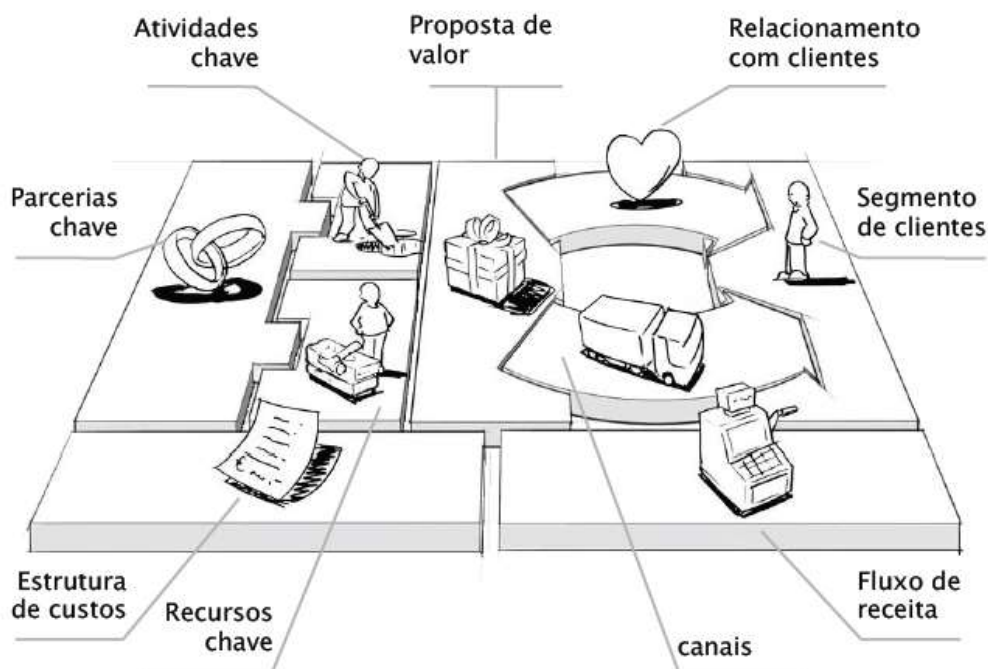 Atividades
chave
Proposta de
valor
Relacionamento
com clientes
Parcerias
chave
Segmento
de clientes
Estrutura
de custos
Recursos
chave
canais
Fluxo de
receita